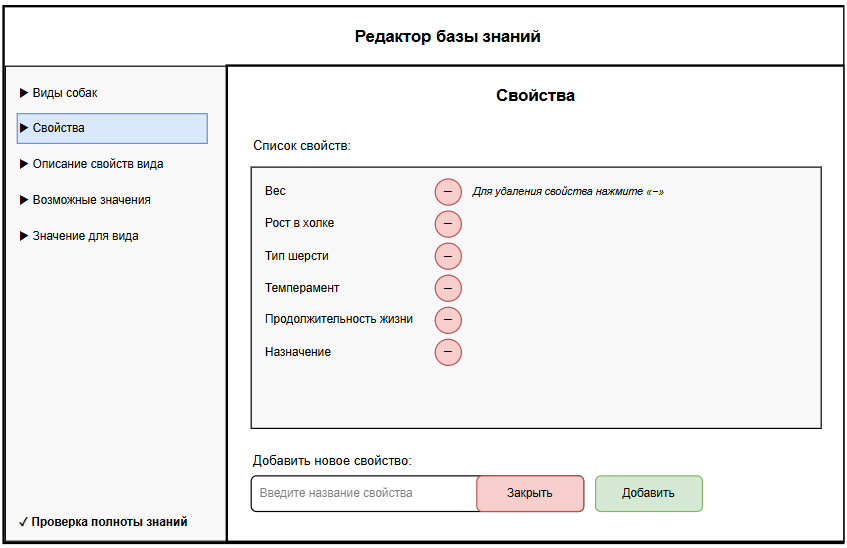 Редактор базы знаний
▶ Виды собак
▶ Свойства
▶ Описание свойств вида
▶ Возможные значения
▶ Значение для вида
✓ Проверка полноты знаний
Свойства
Список свойств:
Вес − Для удаления свойства нажмите «−»
Рост в холке −
Тип шерсти −
Темперамент −
Продолжительность жизни −
Назначение −
Добавить новое свойство:
Введите название свойства Закрыть Добавить